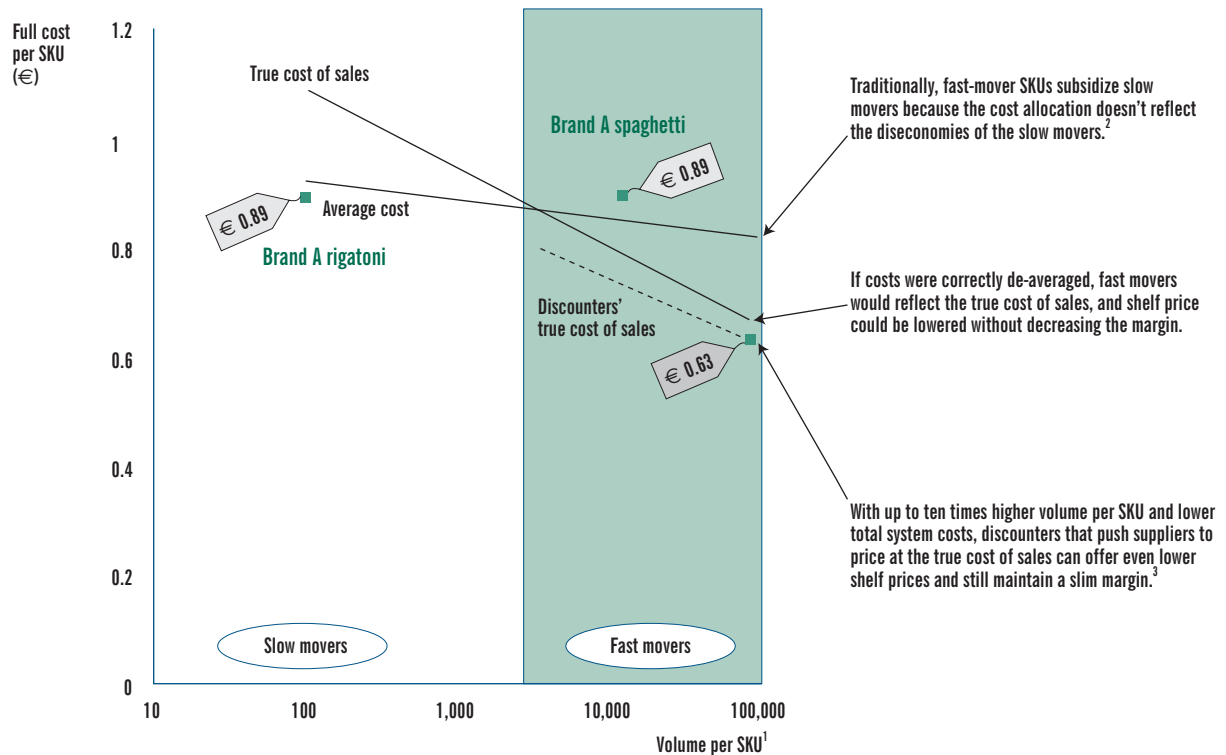 Full cost
per SKU
(€)
1.2
1
0.8
0.6
0.4
0.2
0
True cost of sales
Brand A spaghetti
€ 0.89
€ 0.89
Average cost
Brand A rigatoni
Discounters’
true cost of sales
€ 0.63
Traditionally, fast-mover SKUs subsidize slow
movers because the cost allocation doesn’t reflect
the diseconomies of the slow movers.2
If costs were correctly de-averaged, fast movers
would reflect the true cost of sales, and shelf price
could be lowered without decreasing the margin.
With up to ten times higher volume per SKU and lower
total system costs, discounters that push suppliers to
price at the true cost of sales can offer even lower
shelf prices and still maintain a slim margin.3
Slow movers
Fast movers
10
100
1,000
10,000
100,000
Volume per SKU1